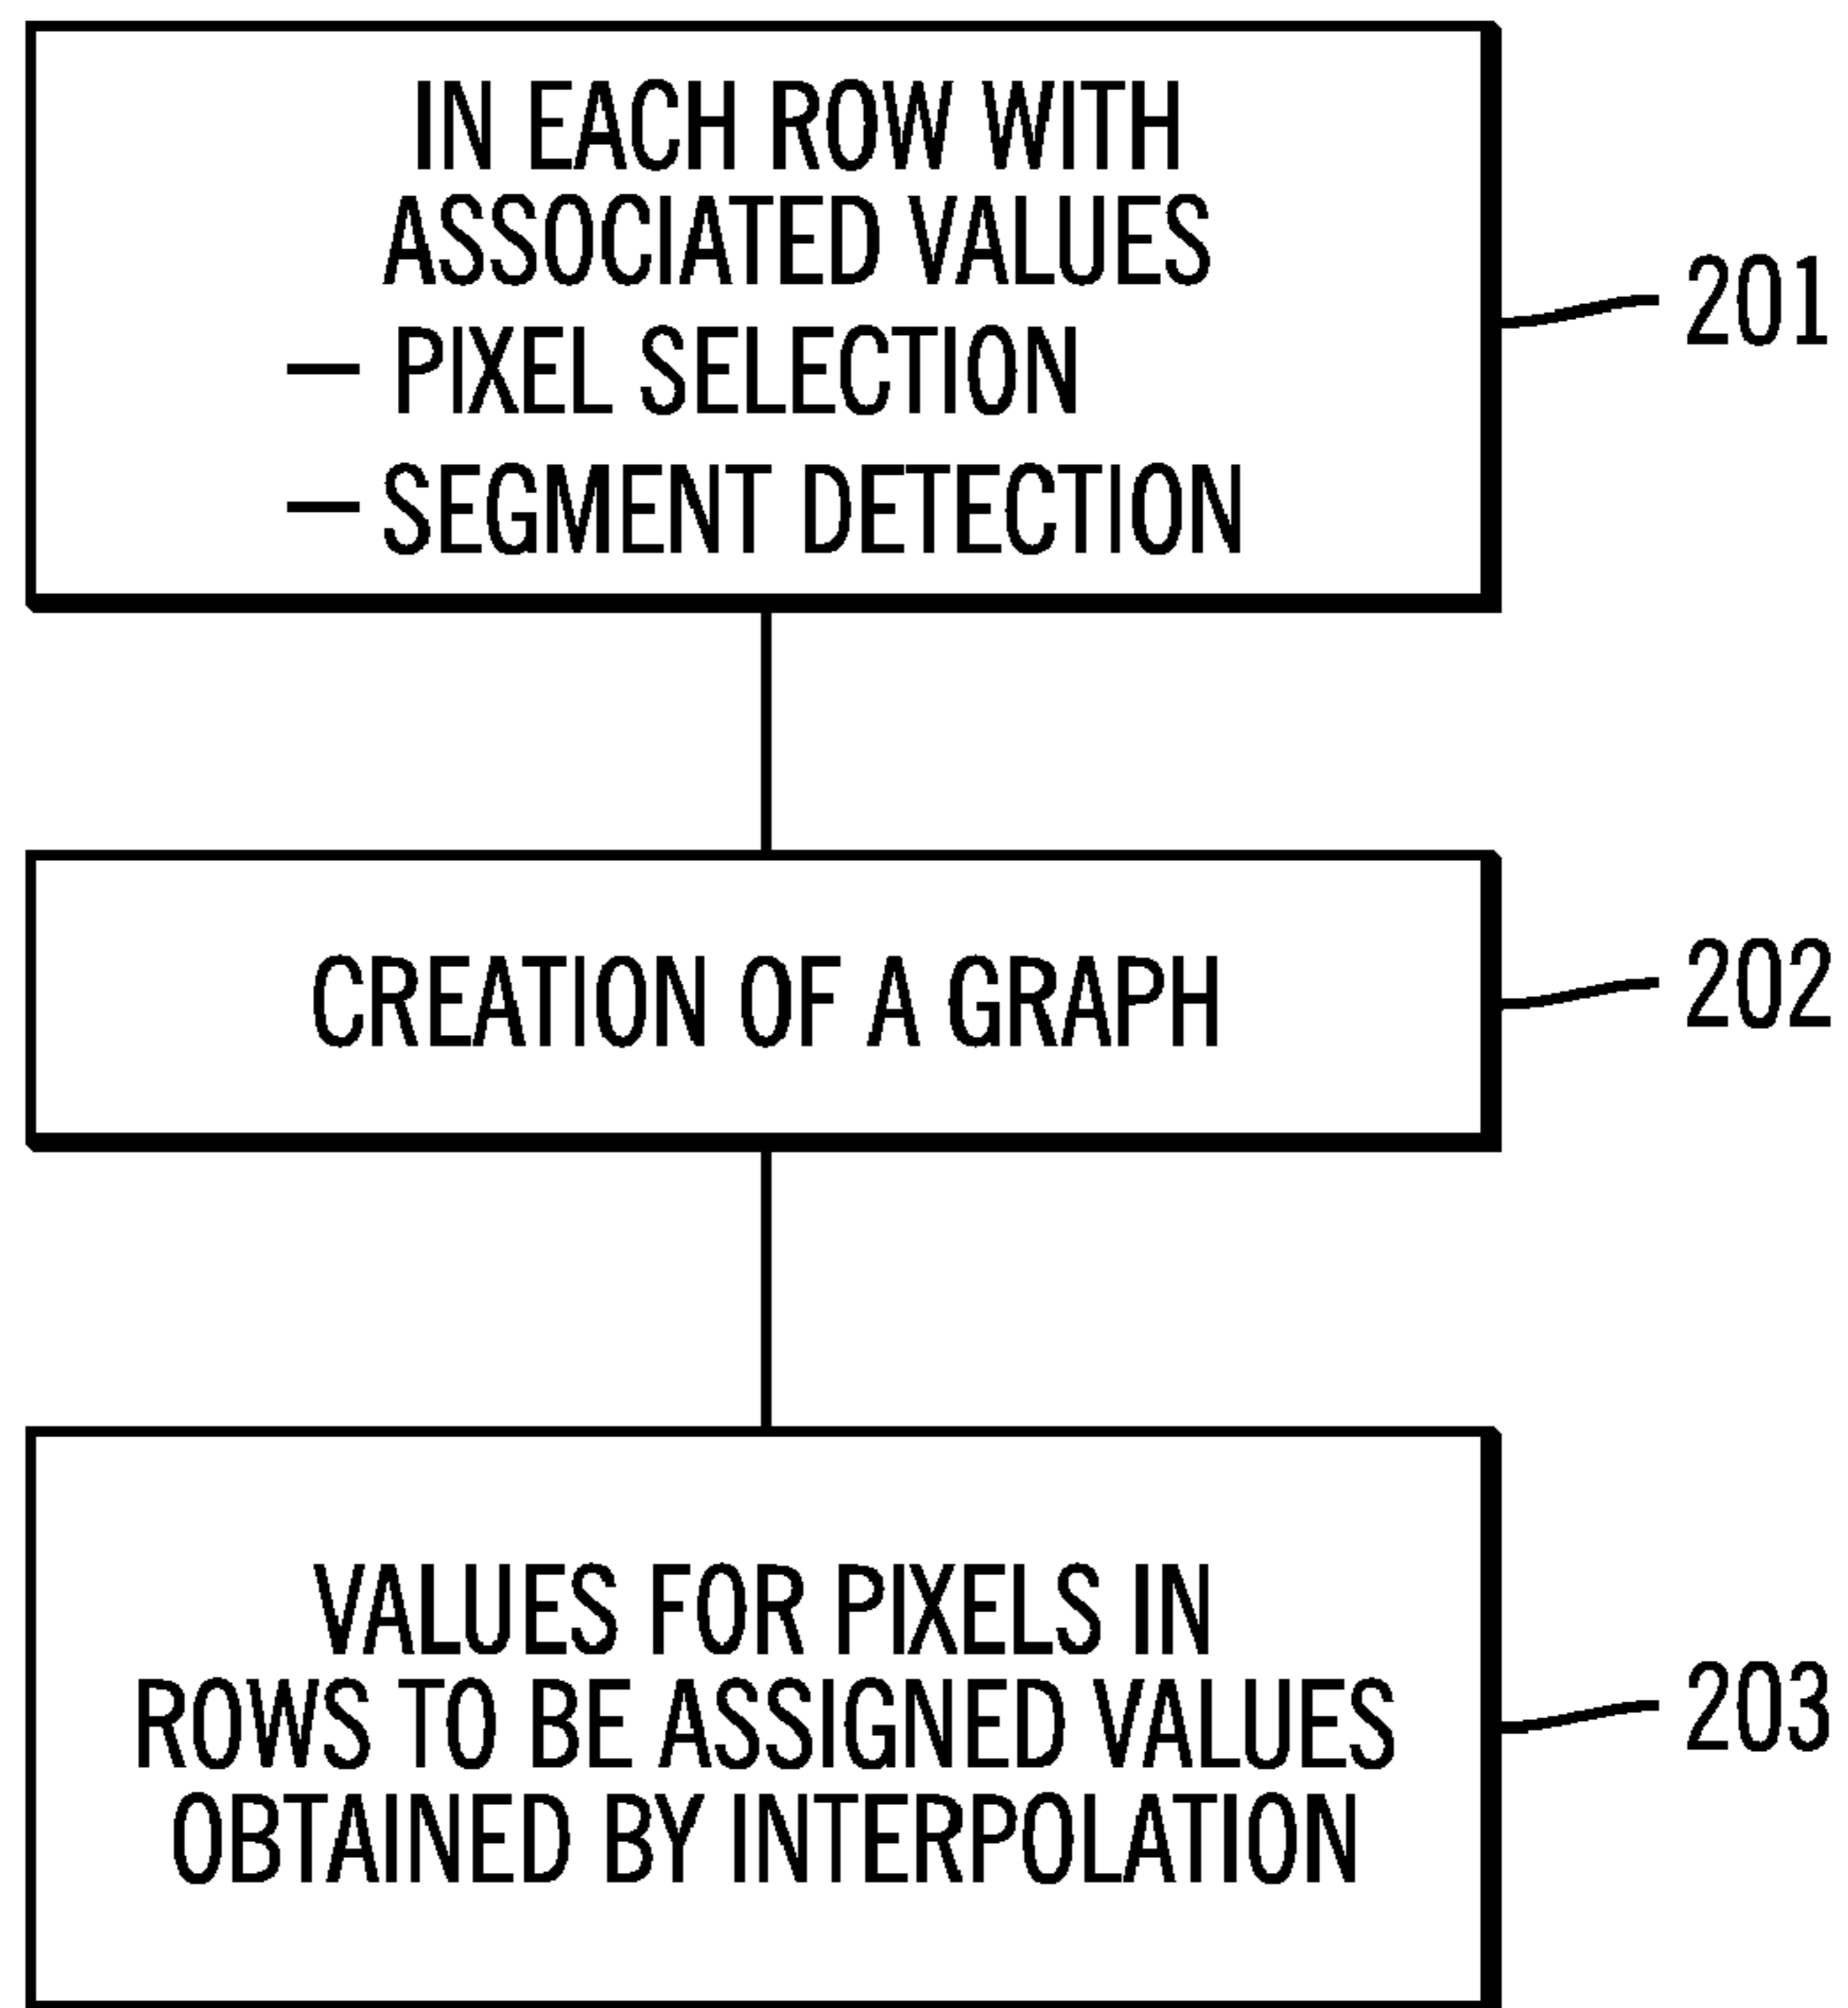 IN EACH ROW WITH
ASSOCIATED VALUES
— PIXEL SELECTION
— SEGMENT DETECTION
201
CREATION OF A GRAPH
202
VALUES FOR PIXELS IN
ROWS TO BE ASSIGNED VALUES
OBTAINED BY INTERPOLATION
203